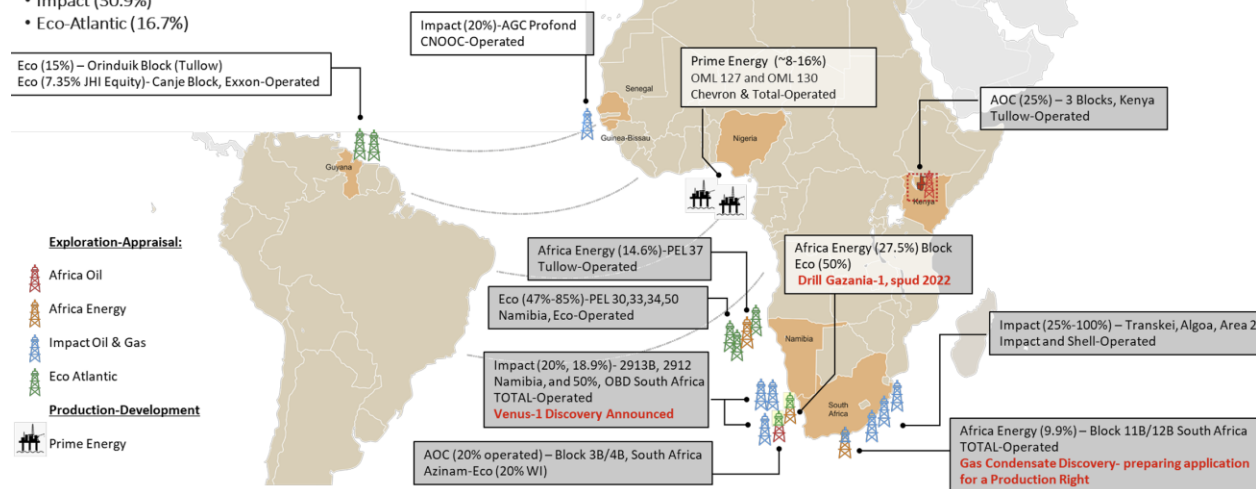 • Impact (30.9%)
• Eco-Atlantic (16.7%)
Impact (20%)-AGC Profond
CNOOC-Operated
Eco (15%) – Orinduik Block (Tullow)
Eco (7.35% JHI Equity)- Canje Block, Exxon-Operated
Prime Energy (~8-16%)
OML 127 and OML 130
Chevron & Total-Operated
AOC (25%) – 3 Blocks, Kenya
Tullow-Operated
Senegal
Guinea-Bissau
Nigeria
Guyana
Kenya
Exploration-Appraisal:
Africa Oil
Africa Energy
Impact Oil & Gas
Eco Atlantic
Production-Development
Prime Energy
Africa Energy (14.6%)-PEL 37
Tullow-Operated
Africa Energy (27.5%) Block
Eco (50%)
Drill Gazania-1, spud 2022
Eco (47%-85%)-PEL 30,33,34,50
Namibia, Eco-Operated
Impact (25%-100%) – Transkei, Algoa, Area 2
Impact and Shell-Operated
Namibia
Impact (20%, 18.9%)- 2913B, 2912
Namibia, and 50%, OBD South Africa
TOTAL-Operated
Venus-1 Discovery Announced
South
Africa
Africa Energy (9.9%) – Block 11B/12B South Africa
TOTAL-Operated
Gas Condensate Discovery- preparing application
for a Production Right
AOC (20% operated) – Block 3B/4B, South Africa
Azinam-Eco (20% WI)